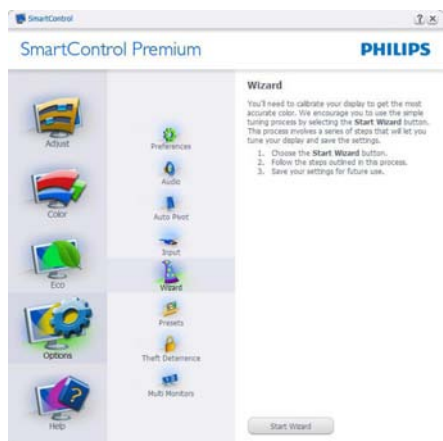 SmartControl
SmartControl Premium
PHILIPS
Adjust
Color
Eco
Options
Help
Preferences
Audio
Auto Pivot
Input
Wizard
Presets
Theft Deterrence
Multi Monitors
Wizard
You'll need to calibrate your display to get the most
accurate color. We encourage you to use the simple
tuning process by selecting the Start Wizard button.
This process involves a series of steps that will let you
tune your display and save the settings.
1. Choose the Start Wizard button.
2. Follow the steps outlined in this process.
3. Save your settings for future use.
Start Wizard